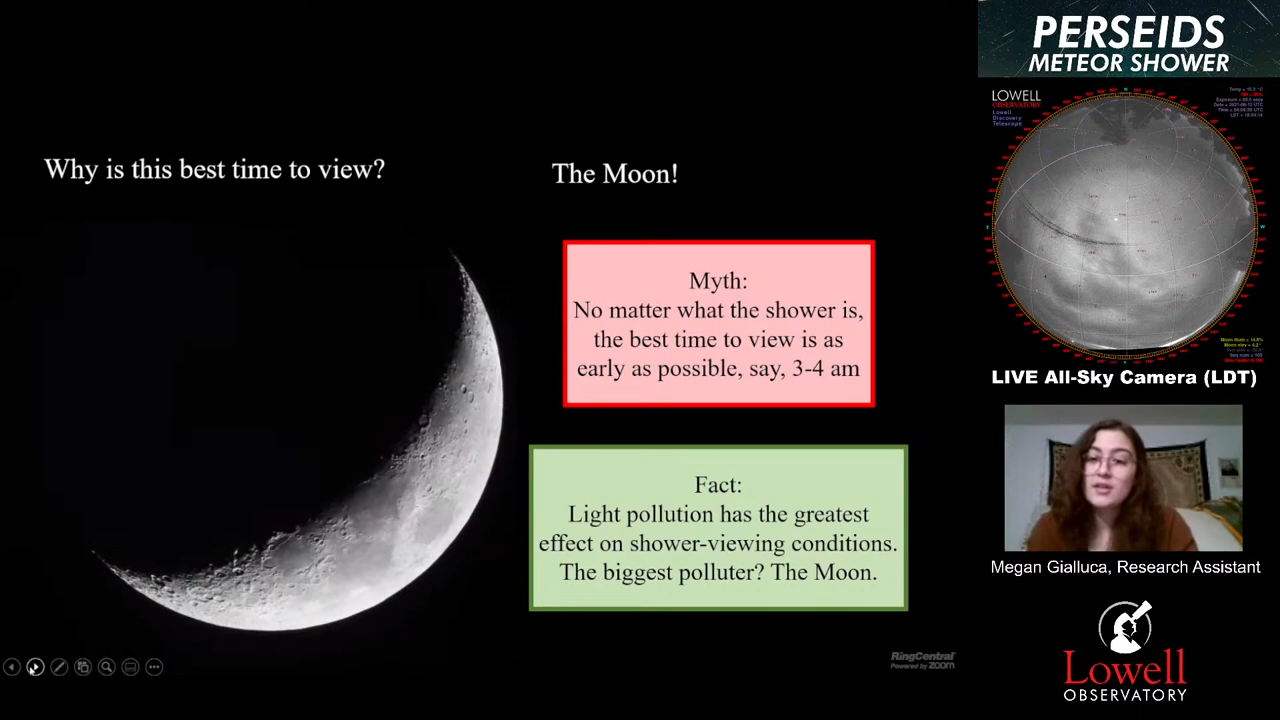 Why is this best time to view?
The Moon!
Myth:
No matter what the shower is,
the best time to view is as
early as possible, say, 3-4 am
Fact:
Light pollution has the greatest
effect on shower-viewing conditions.
The biggest polluter? The Moon.
RingCentral
Powered by zoom
PERSEIDS
METEOR SHOWER
LOWELL
OBSERVATORY
Lowell
Discovery
Telescope
LIVE All-Sky Camera (LDT)
Megan Gialluca, Research Assistant
Lowell
OBSERVATORY